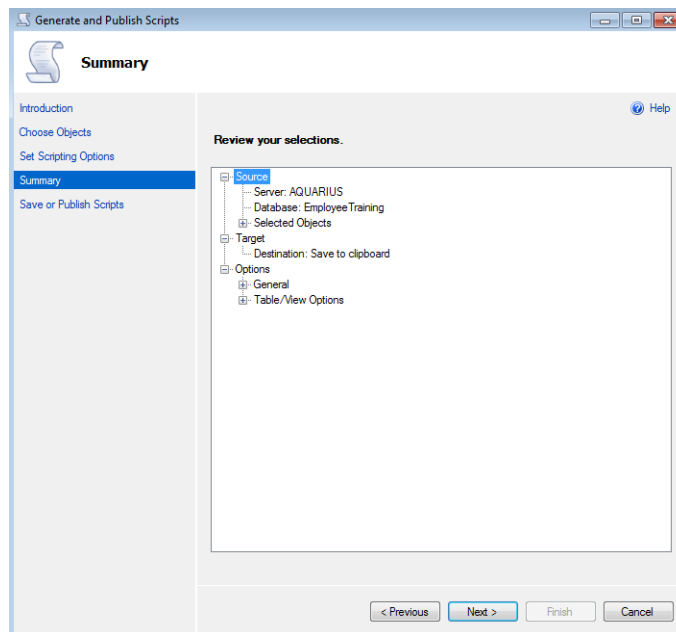 Generate and Publish Scripts
Summary
Introduction
Choose Objects
Set Scripting Options
Summary
Save or Publish Scripts
Help
Review your selections.
Source
Server: AQUARIUS
Database: EmployeeTraining
Selected Objects
Target
Destination: Save to clipboard
Options
General
Table/View Options
< Previous
Next >
Finish
Cancel